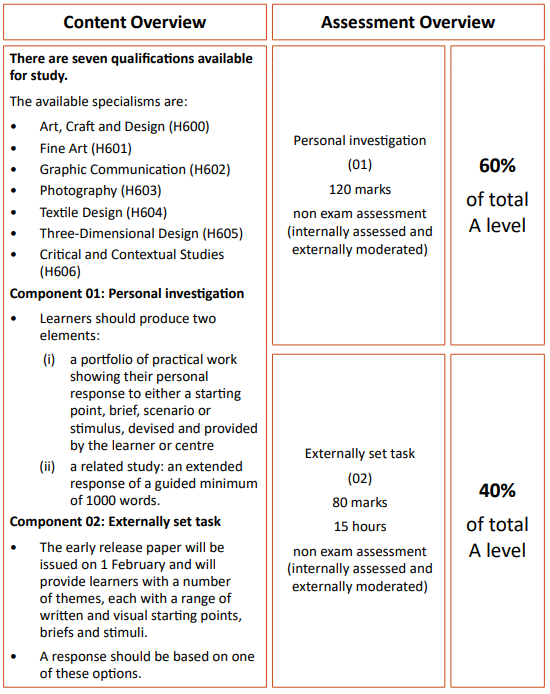 Content Overview
Assessment Overview
There are seven qualifications available
for study.
The available specialisms are:
• Art, Craft and Design (H600)
• Fine Art (H601)
• Graphic Communication (H602)
• Photography (H603)
• Textile Design (H604)
• Three-Dimensional Design (H605)
• Critical and Contextual Studies
(H606)
Component 01: Personal investigation
• Learners should produce two
elements:
(i) a portfolio of practical work
showing their personal
response to either a starting
point, brief, scenario or
stimulus, devised and provided
by the learner or centre
(ii) a related study: an extended
response of a guided minimum
of 1000 words.
Component 02: Externally set task
• The early release paper will be
issued on 1 February and will
provide learners with a number
of themes, each with a range of
written and visual starting points,
briefs and stimuli.
• A response should be based on one
of these options.
Personal investigation
(01)
120 marks
non exam assessment
(internally assessed and
externally moderated)
60%
of total
A level
Externally set task
(02)
80 marks
15 hours
non exam assessment
(internally assessed and
externally moderated)
40%
of total
A level